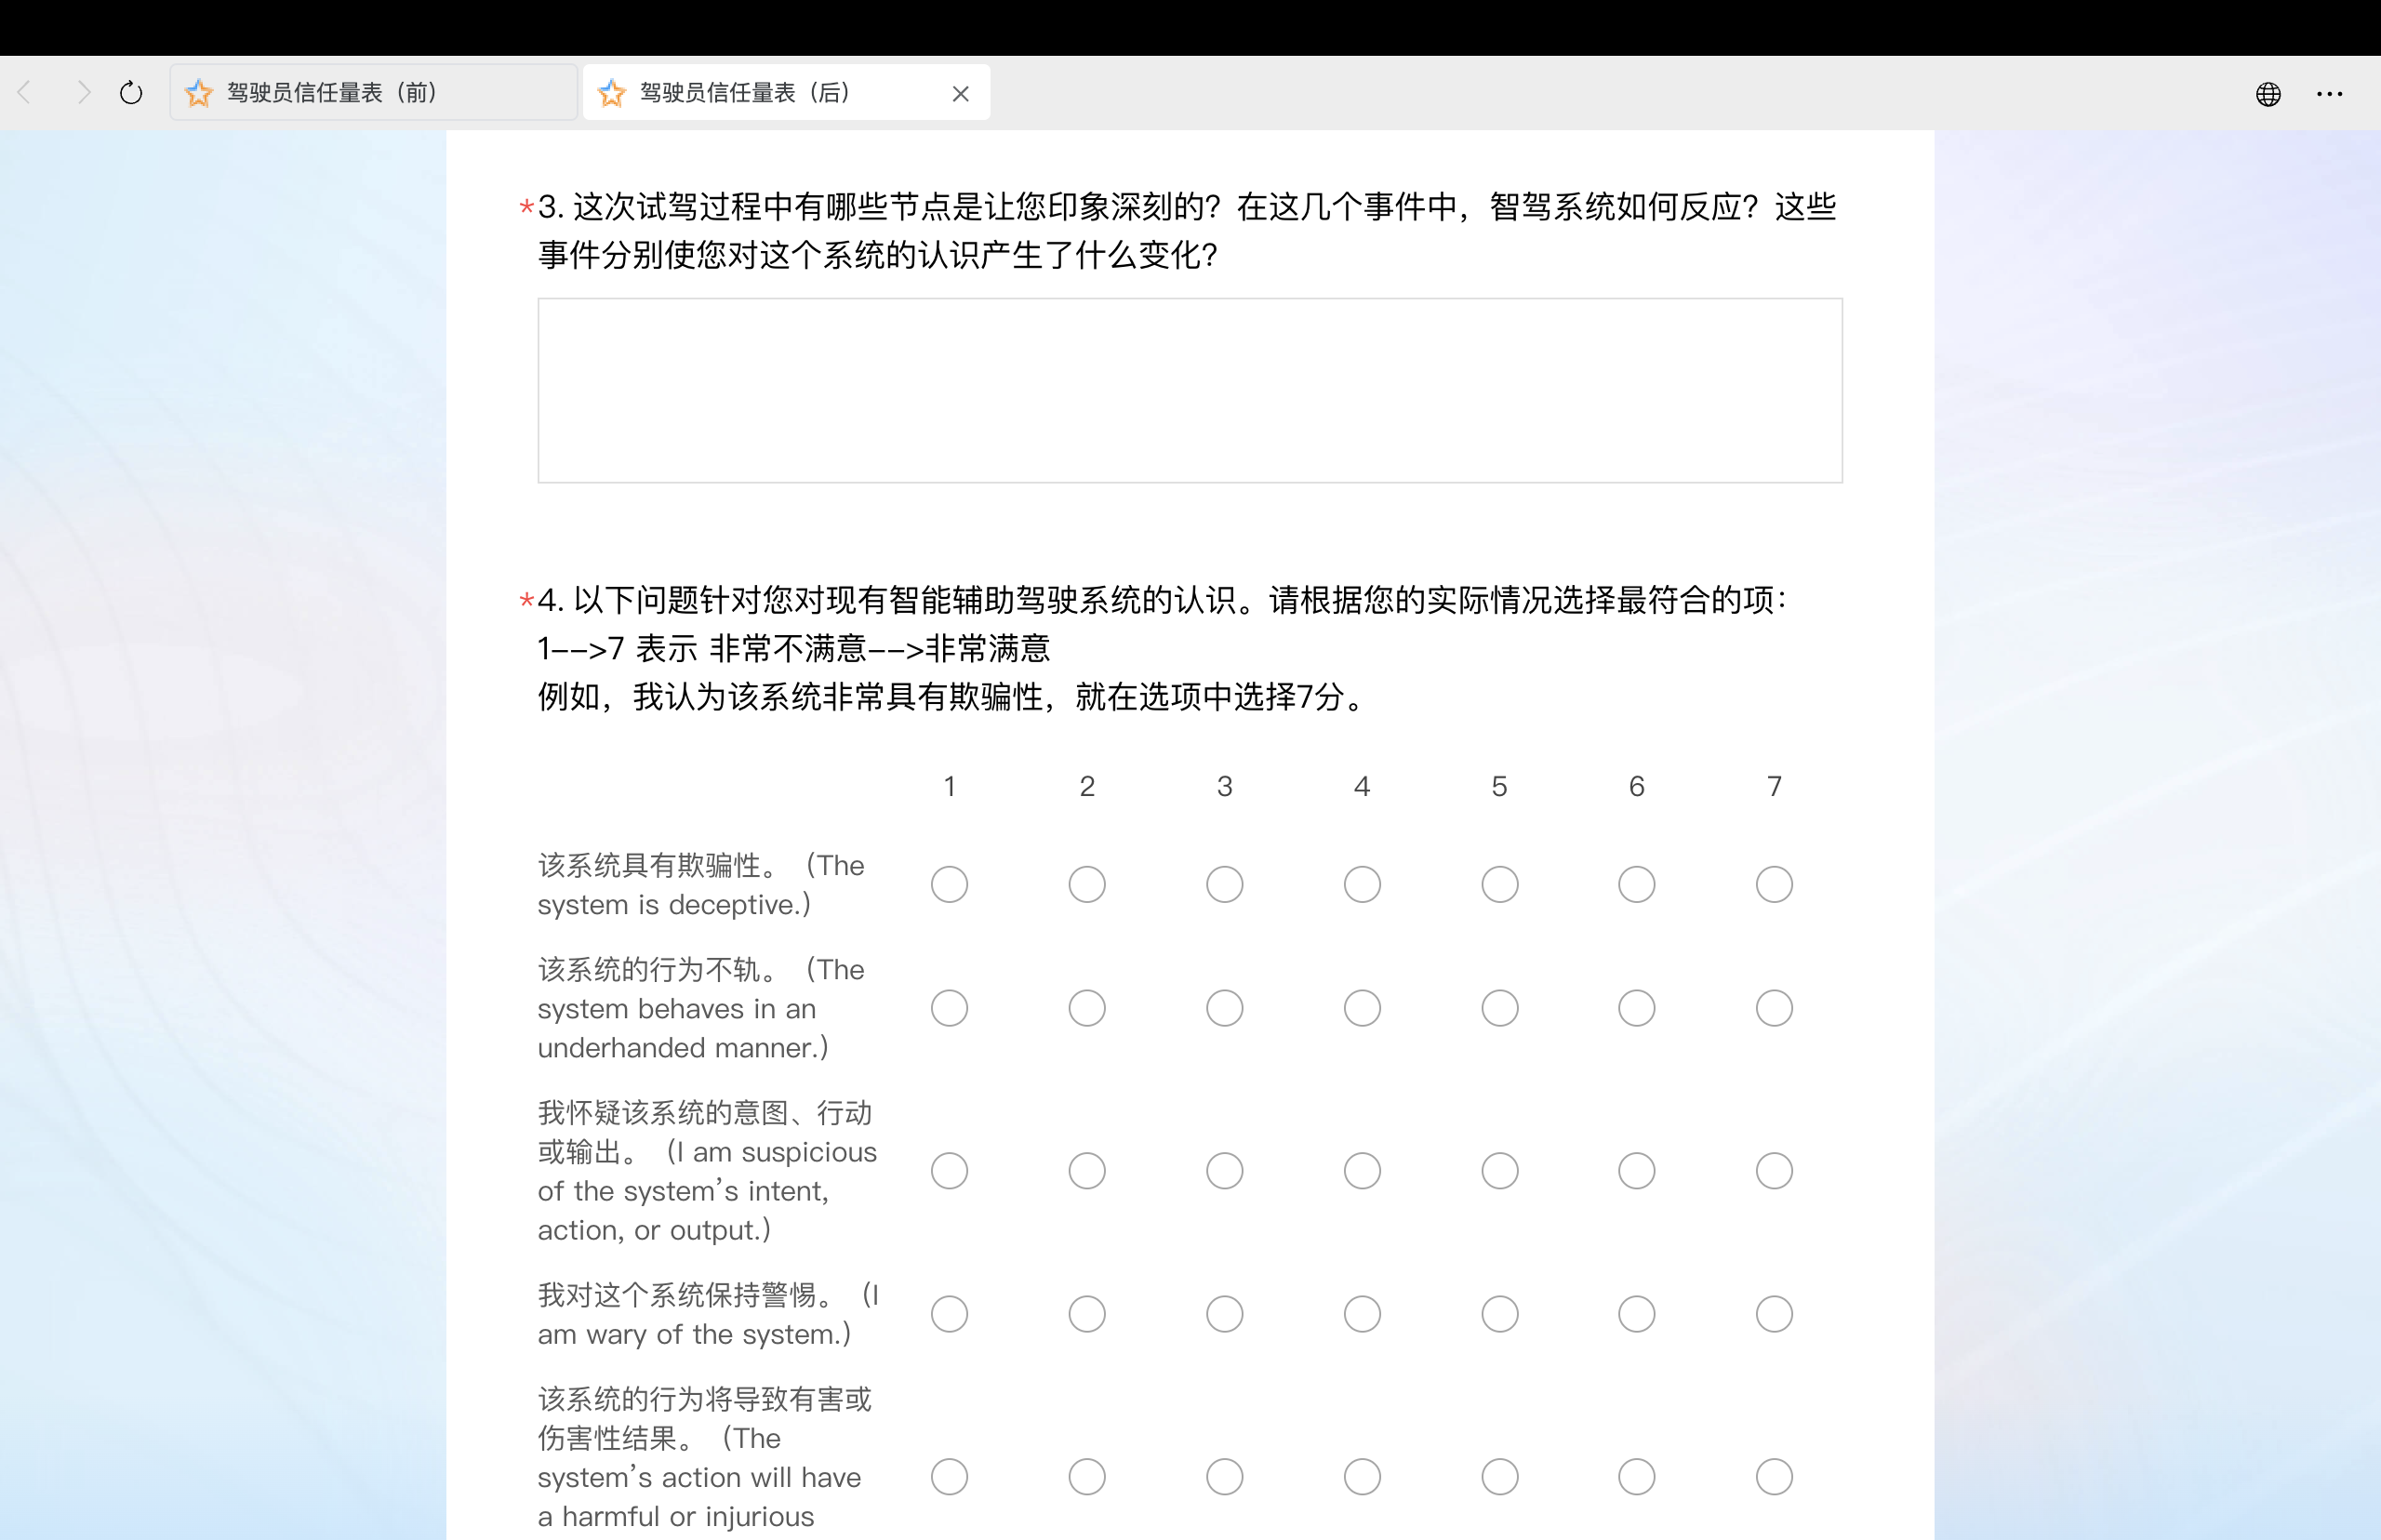 驾驶员信任量表（前）
驾驶员信任量表（后）
*3. 这次试驾过程中有哪些节点是让您印象深刻的？在这几个事件中，智驾系统如何反应？这些
事件分别使您对这个系统的认识产生了什么变化？
*4. 以下问题针对您对现有智能辅助驾驶系统的认识。请根据您的实际情况选择最符合的项：
1-->7 表示 非常不满意-->非常满意
例如，我认为该系统非常具有欺骗性，就在选项中选择7分。
1 2 3 4 5 6 7
该系统具有欺骗性。（The
system is deceptive.）
该系统的行为不轨。（The
system behaves in an
underhanded manner.）
我怀疑该系统的意图、行动
或输出。（I am suspicious
of the system’s intent,
action, or output.）
我对这个系统保持警惕。（I
am wary of the system.）
该系统的行为将导致有害或
伤害性结果。（The
system’s action will have
a harmful or injurious